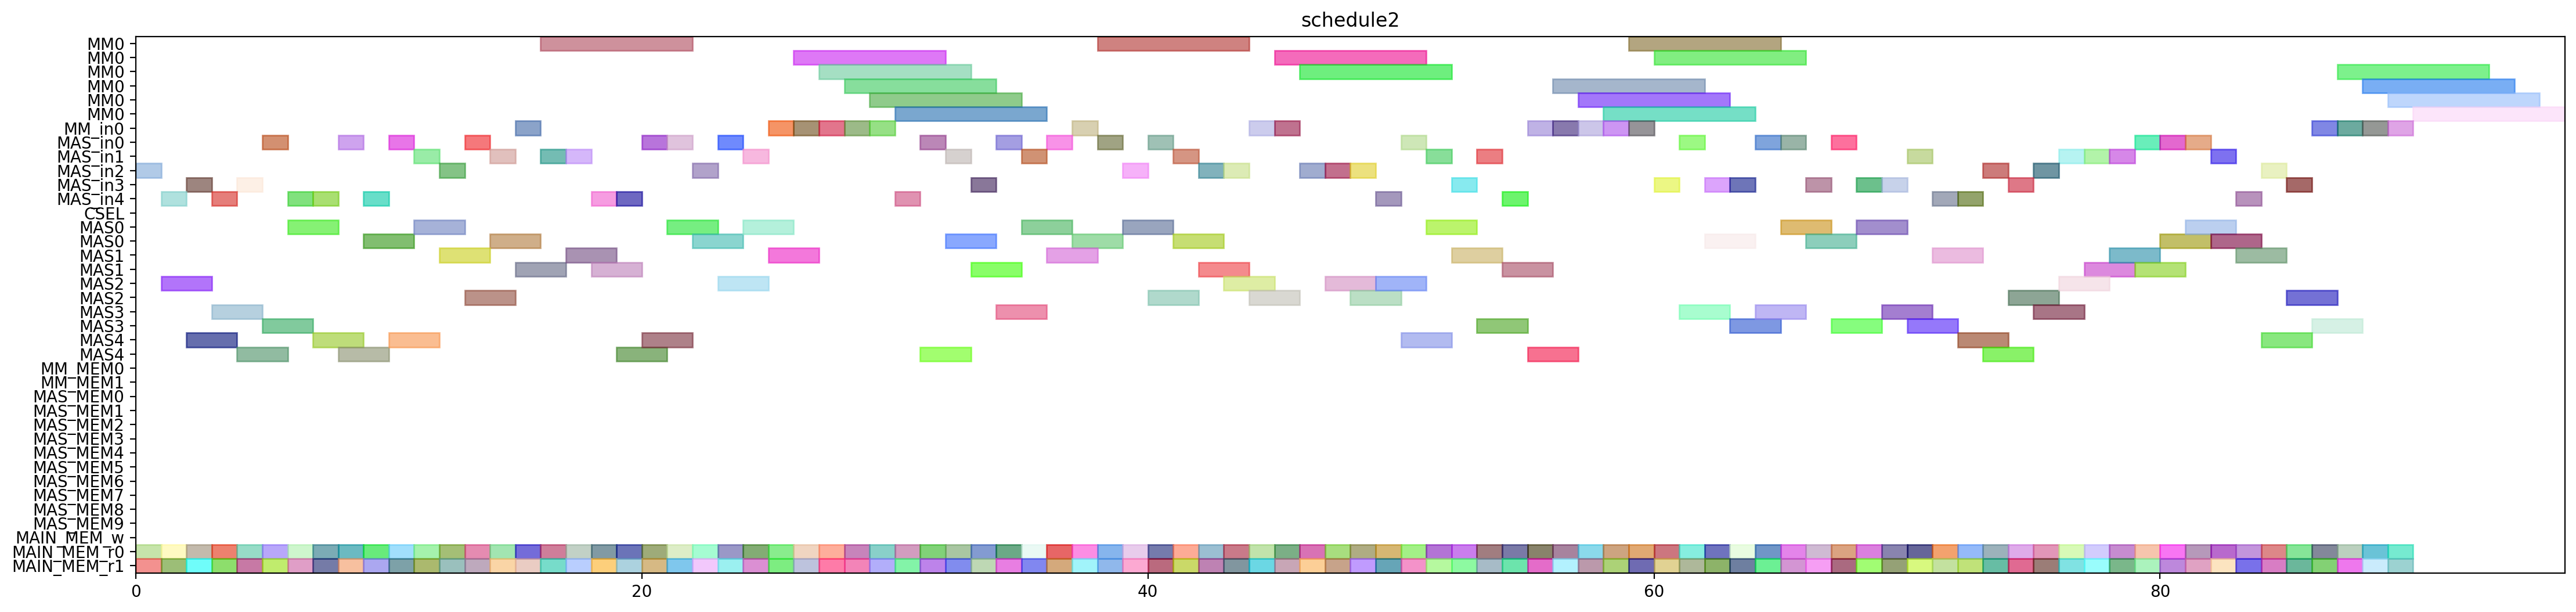 schedule2
MM0
MM0
MM0
MM0
MM0
MM0
MM_in0
MAS_in0
MAS_in1
MAS_in2
MAS_in3
MAS_in4
CSEL
MAS0
MAS0
MAS1
MAS1
MAS2
MAS2
MAS3
MAS3
MAS4
MAS4
MM_MEM0
MM_MEM1
MAS_MEM0
MAS_MEM1
MAS_MEM2
MAS_MEM3
MAS_MEM4
MAS_MEM5
MAS_MEM6
MAS_MEM7
MAS_MEM8
MAS_MEM9
MAIN_MEM_w
MAIN_MEM_r0
MAIN_MEM_r1
0 20 40 60 80